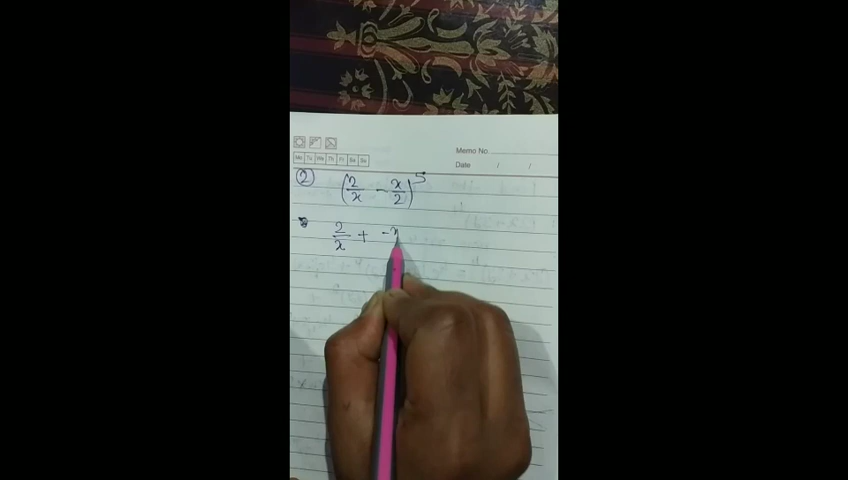 Memo No.
Mo Tu We Th Fr Sa Su
Date / /
② (2/x - x/2)^5
2/x + -x